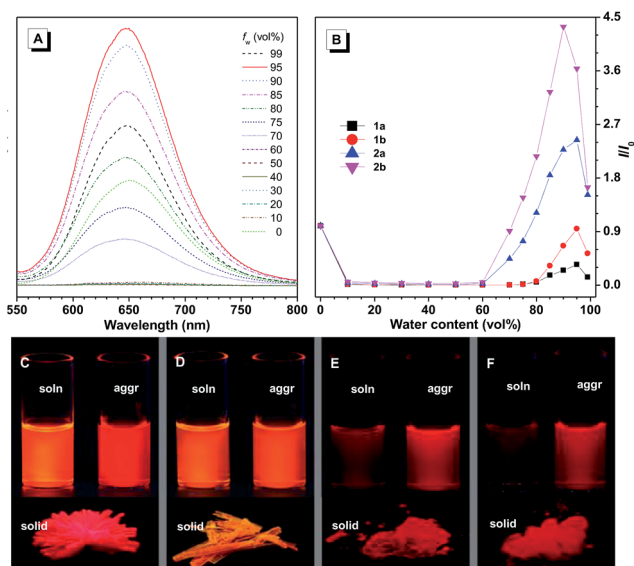 A
f_w (vol%)
99
95
90
85
80
75
70
60
50
40
30
20
10
0
550 600 650 700 750 800
Wavelength (nm)
B
1a
1b
2a
2b
4.5
3.6
2.7
1.8
0.9
0.0
I/I_0
0 20 40 60 80 100
Water content (vol%)
C soln aggr
solid
D soln aggr
solid
E soln aggr
solid
F soln aggr
solid